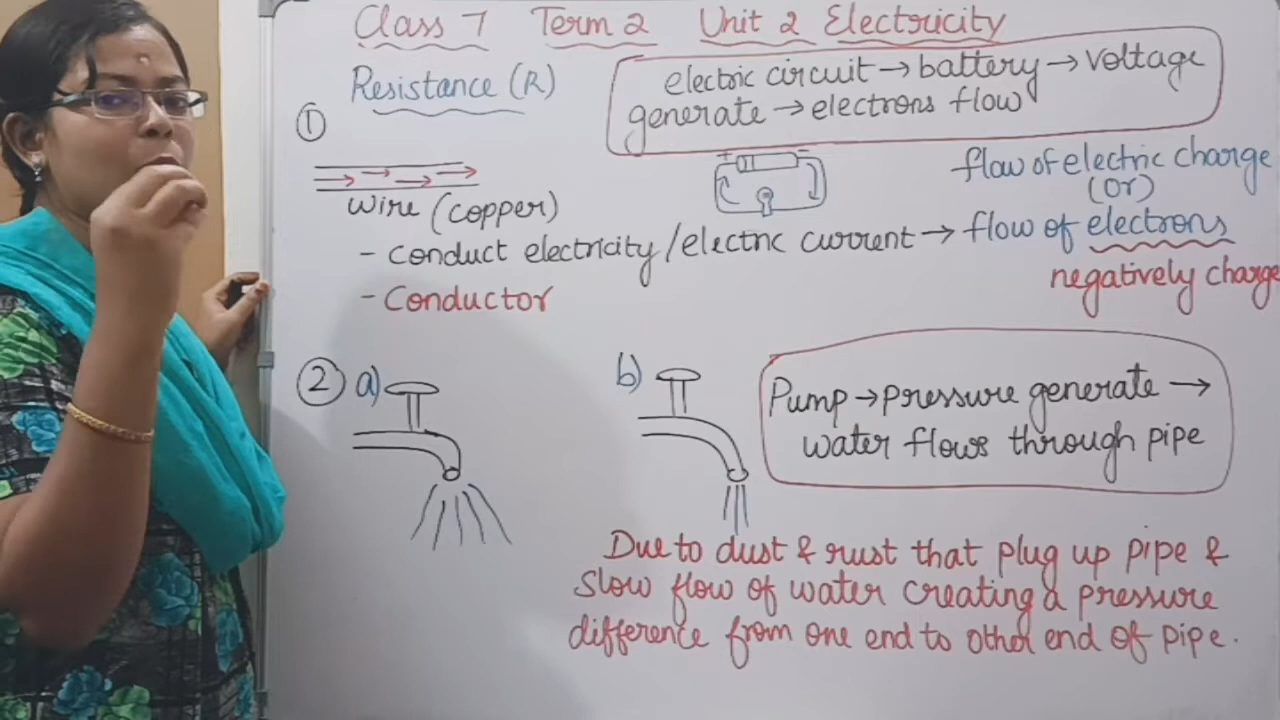 Class 7 Term 2 Unit 2 Electricity
Resistance (R)
electric circuit → battery → voltage
generate → electrons flow
①
+ -
wire (copper)
flow of electric charge
(or)
- conduct electricity/electric current → flow of electrons
negatively charge
- Conductor
② a)
b)
Pump → pressure generate →
water flows through pipe
Due to dust & rust that plug up pipe &
slow flow of water creating a pressure
difference from one end to other end of pipe.